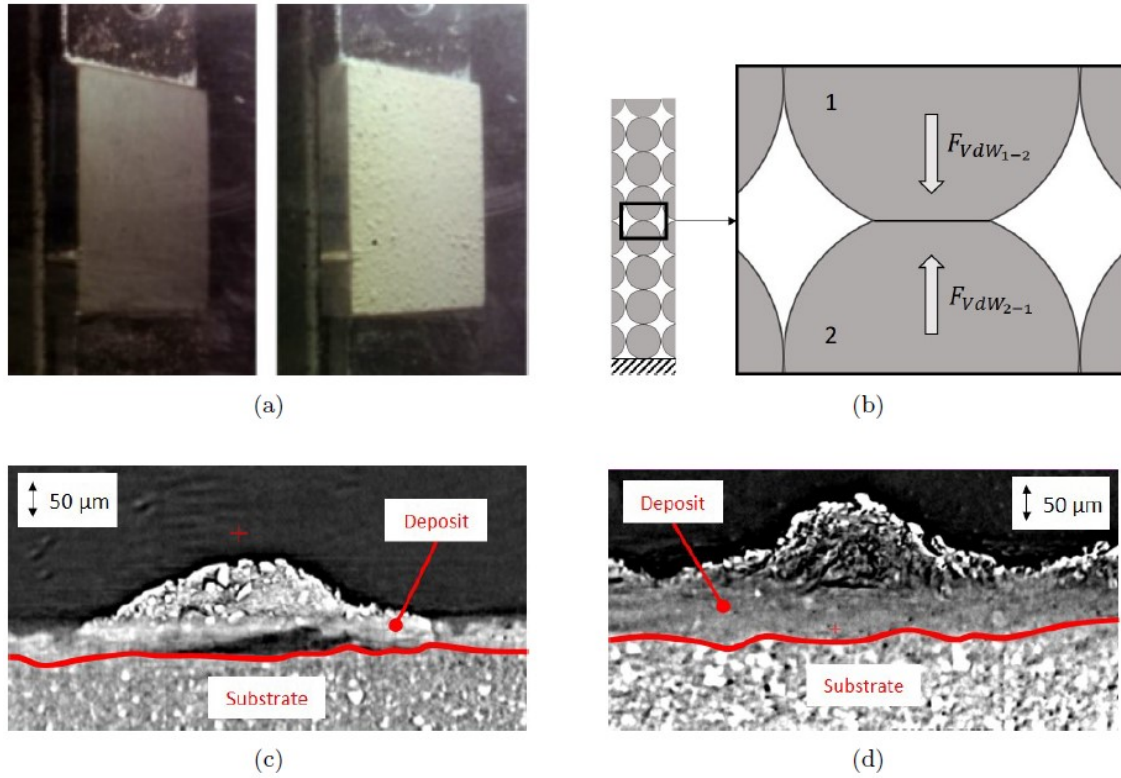 (a)
1
F_{VdW_{1-2}}
F_{VdW_{2-1}}
2
(b)
50 µm
Deposit
Substrate
(c)
Deposit
50 µm
Substrate
(d)